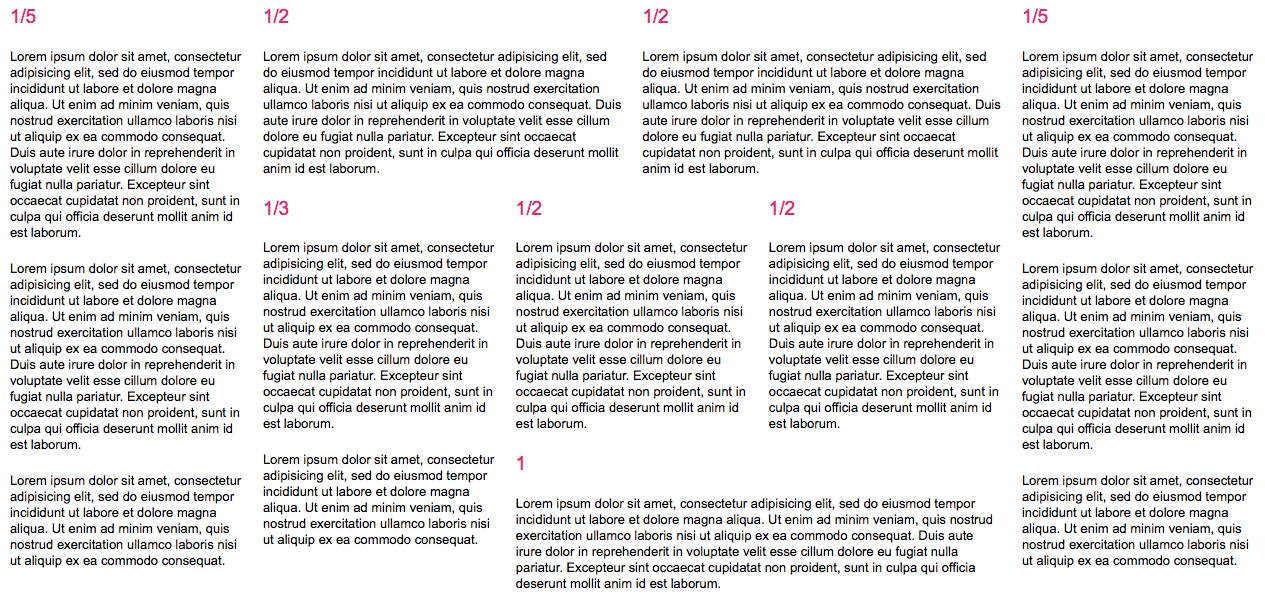 1/5
Lorem ipsum dolor sit amet, consectetur
adipisicing elit, sed do eiusmod tempor
incididunt ut labore et dolore magna
aliqua. Ut enim ad minim veniam, quis
nostrud exercitation ullamco laboris nisi
ut aliquip ex ea commodo consequat.
Duis aute irure dolor in reprehenderit in
voluptate velit esse cillum dolore eu
fugiat nulla pariatur. Excepteur sint
occaecat cupidatat non proident, sunt in
culpa qui officia deserunt mollit anim id
est laborum.
Lorem ipsum dolor sit amet, consectetur
adipisicing elit, sed do eiusmod tempor
incididunt ut labore et dolore magna
aliqua. Ut enim ad minim veniam, quis
nostrud exercitation ullamco laboris nisi
ut aliquip ex ea commodo consequat.
Duis aute irure dolor in reprehenderit in
voluptate velit esse cillum dolore eu
fugiat nulla pariatur. Excepteur sint
occaecat cupidatat non proident, sunt in
culpa qui officia deserunt mollit anim id
est laborum.
Lorem ipsum dolor sit amet, consectetur
adipisicing elit, sed do eiusmod tempor
incididunt ut labore et dolore magna
aliqua. Ut enim ad minim veniam, quis
nostrud exercitation ullamco laboris nisi
ut aliquip ex ea commodo consequat.
1/2
Lorem ipsum dolor sit amet, consectetur adipisicing elit, sed
do eiusmod tempor incididunt ut labore et dolore magna
aliqua. Ut enim ad minim veniam, quis nostrud exercitation
ullamco laboris nisi ut aliquip ex ea commodo consequat. Duis
aute irure dolor in reprehenderit in voluptate velit esse cillum
dolore eu fugiat nulla pariatur. Excepteur sint occaecat
cupidatat non proident, sunt in culpa qui officia deserunt mollit
anim id est laborum.
1/2
Lorem ipsum dolor sit amet, consectetur adipisicing elit, sed
do eiusmod tempor incididunt ut labore et dolore magna
aliqua. Ut enim ad minim veniam, quis nostrud exercitation
ullamco laboris nisi ut aliquip ex ea commodo consequat. Duis
aute irure dolor in reprehenderit in voluptate velit esse cillum
dolore eu fugiat nulla pariatur. Excepteur sint occaecat
cupidatat non proident, sunt in culpa qui officia deserunt mollit
anim id est laborum.
1/3
Lorem ipsum dolor sit amet, consectetur
adipisicing elit, sed do eiusmod tempor
incididunt ut labore et dolore magna
aliqua. Ut enim ad minim veniam, quis
nostrud exercitation ullamco laboris nisi
ut aliquip ex ea commodo consequat.
Duis aute irure dolor in reprehenderit in
voluptate velit esse cillum dolore eu
fugiat nulla pariatur. Excepteur sint
occaecat cupidatat non proident, sunt in
culpa qui officia deserunt mollit anim id
est laborum.
Lorem ipsum dolor sit amet, consectetur
adipisicing elit, sed do eiusmod tempor
incididunt ut labore et dolore magna
aliqua. Ut enim ad minim veniam, quis
nostrud exercitation ullamco laboris nisi
ut aliquip ex ea commodo consequat.
1/2
Lorem ipsum dolor sit amet, consectetur
adipisicing elit, sed do eiusmod tempor
incididunt ut labore et dolore magna
aliqua. Ut enim ad minim veniam, quis
nostrud exercitation ullamco laboris nisi
ut aliquip ex ea commodo consequat.
Duis aute irure dolor in reprehenderit in
voluptate velit esse cillum dolore eu
fugiat nulla pariatur. Excepteur sint
occaecat cupidatat non proident, sunt in
culpa qui officia deserunt mollit anim id
est laborum.
1/2
Lorem ipsum dolor sit amet, consectetur
adipisicing elit, sed do eiusmod tempor
incididunt ut labore et dolore magna
aliqua. Ut enim ad minim veniam, quis
nostrud exercitation ullamco laboris nisi
ut aliquip ex ea commodo consequat.
Duis aute irure dolor in reprehenderit in
voluptate velit esse cillum dolore eu
fugiat nulla pariatur. Excepteur sint
occaecat cupidatat non proident, sunt in
culpa qui officia deserunt mollit anim id
est laborum.
1
Lorem ipsum dolor sit amet, consectetur adipisicing elit, sed do eiusmod tempor
incididunt ut labore et dolore magna aliqua. Ut enim ad minim veniam, quis nostrud
exercitation ullamco laboris nisi ut aliquip ex ea commodo consequat. Duis aute
irure dolor in reprehenderit in voluptate velit esse cillum dolore eu fugiat nulla
pariatur. Excepteur sint occaecat cupidatat non proident, sunt in culpa qui officia
deserunt mollit anim id est laborum.
1/5
Lorem ipsum dolor sit amet, consectetur
adipisicing elit, sed do eiusmod tempor
incididunt ut labore et dolore magna
aliqua. Ut enim ad minim veniam, quis
nostrud exercitation ullamco laboris nisi
ut aliquip ex ea commodo consequat.
Duis aute irure dolor in reprehenderit in
voluptate velit esse cillum dolore eu
fugiat nulla pariatur. Excepteur sint
occaecat cupidatat non proident, sunt in
culpa qui officia deserunt mollit anim id
est laborum.
Lorem ipsum dolor sit amet, consectetur
adipisicing elit, sed do eiusmod tempor
incididunt ut labore et dolore magna
aliqua. Ut enim ad minim veniam, quis
nostrud exercitation ullamco laboris nisi
ut aliquip ex ea commodo consequat.
Duis aute irure dolor in reprehenderit in
voluptate velit esse cillum dolore eu
fugiat nulla pariatur. Excepteur sint
occaecat cupidatat non proident, sunt in
culpa qui officia deserunt mollit anim id
est laborum.
Lorem ipsum dolor sit amet, consectetur
adipisicing elit, sed do eiusmod tempor
incididunt ut labore et dolore magna
aliqua. Ut enim ad minim veniam, quis
nostrud exercitation ullamco laboris nisi
ut aliquip ex ea commodo consequat.